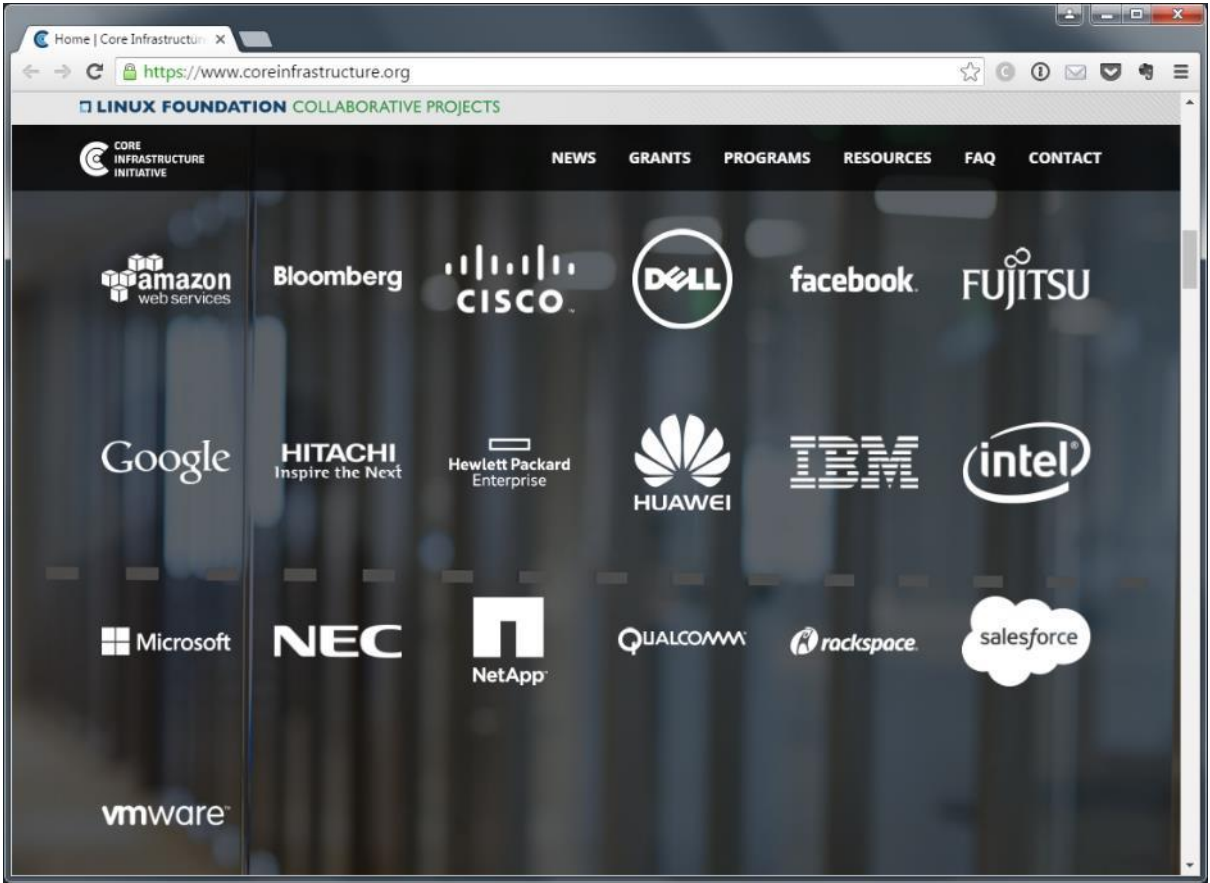 Home | Core Infrastructur
https://www.coreinfrastructure.org
LINUX FOUNDATION COLLABORATIVE PROJECTS
CORE
INFRASTRUCTURE
INITIATIVE
NEWS GRANTS PROGRAMS RESOURCES FAQ CONTACT
amazon
web services
Bloomberg
CISCO
DELL
facebook
FUJITSU
Google
HITACHI
Inspire the Next
Hewlett Packard
Enterprise
HUAWEI
IBM
intel
Microsoft
NEC
NetApp
QUALCOMM
rackspace
salesforce
vmware